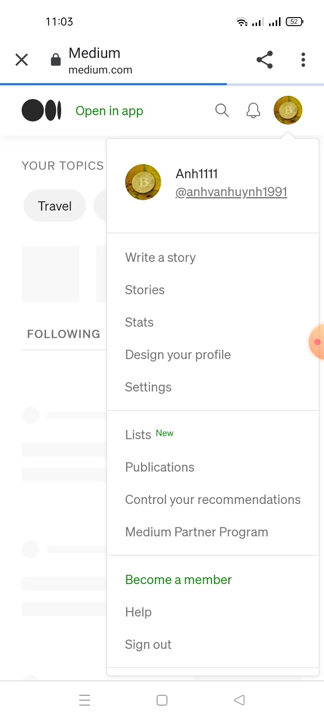 11:03
52
Medium
medium.com
Open in app
YOUR TOPICS
Travel
FOLLOWING
Anh1111
@anhvanhuynh1991
Write a story
Stories
Stats
Design your profile
Settings
Lists New
Publications
Control your recommendations
Medium Partner Program
Become a member
Help
Sign out